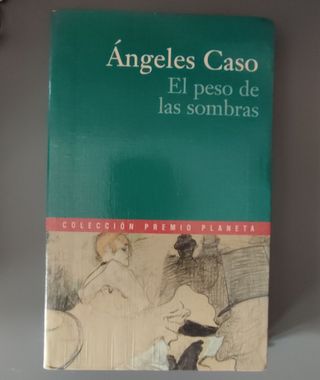 Ángeles Caso
El peso de
las sombras
COLECCIÓN PREMIO PLANETA